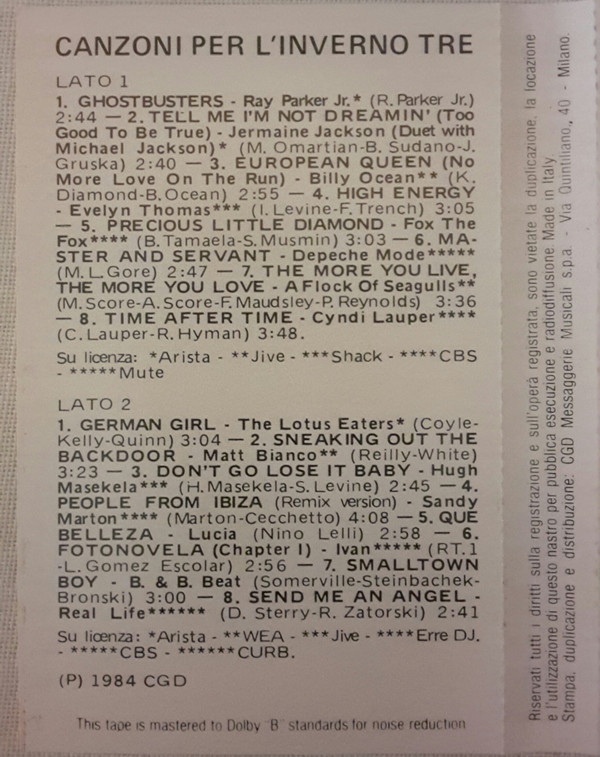 CANZONI PER L'INVERNO TRE
LATO 1
1. GHOSTBUSTERS - Ray Parker Jr.* (R. Parker Jr.)
2:44 — 2. TELL ME I'M NOT DREAMIN' (Too
Good To Be True) - Jermaine Jackson (Duet with
Michael Jackson)* (M. Omartian-B. Sudano-J.
Gruska) 2:40 — 3. EUROPEAN QUEEN (No
More Love On The Run) - Billy Ocean** (K.
Diamond-B.Ocean) 2:55 — 4. HIGH ENERGY
- Evelyn Thomas*** (I. Levine-F. Trench) 3:05
— 5. PRECIOUS LITTLE DIAMOND - Fox The
Fox**** (B. Tamaela-S. Musmin) 3:03 — 6. MA-
STER AND SERVANT - Depeche Mode*****
(M.L. Gore) 2:47 — 7. THE MORE YOU LIVE,
THE MORE YOU LOVE - A Flock Of Seagulls**
(M. Score-A. Score-F. Maudsley-P. Reynolds) 3:36
— 8. TIME AFTER TIME - Cyndi Lauper****
(C. Lauper-R. Hyman) 3:48.
Su licenza: *Arista - **Jive - ***Shack - ****CBS
- *****Mute
LATO 2
1. GERMAN GIRL - The Lotus Eaters* (Coyle-
Kelly-Quinn) 3:04 — 2. SNEAKING OUT THE
BACKDOOR - Matt Bianco** (Reilly-White)
3:23 — 3. DON'T GO LOSE IT BABY - Hugh
Masekela*** (H. Masekela-S. Levine) 2:45 — 4.
PEOPLE FROM IBIZA (Remix version) - Sandy
Marton**** (Marton-Cecchetto) 4:08 — 5. QUE
BELLEZA - Lucia (Nino Lelli) 2:58 — 6.
FOTONOVELA (Chapter I) - Ivan***** (RT. 1
-L. Gomez Escolar) 2:56 — 7. SMALLTOWN
BOY - B. & B. Beat (Somerville-Steinbachek-
Bronski) 3:00 — 8. SEND ME AN ANGEL -
Real Life****** (D. Sterry-R. Zatorski) 2:41
Su licenza: *Arista - **WEA - ***Jive - ****Erre DJ.
- *****CBS - ******CURB.
(P) 1984 CGD
This tape is mastered to Dolby "B" standards for noise reduction
Riservati tutti i diritti sulla registrazione e sull'operà registrata, sono vietate la duplicazione, la locazione
e l'utilizzazione di questo nastro per pubblica esecuzione e radiodiffusione. Made in Italy.
Stampa, duplicazione e distribuzione: CGD Messaggerie Musicali s.p.a. - Via Quintiliano, 40 - Milano.